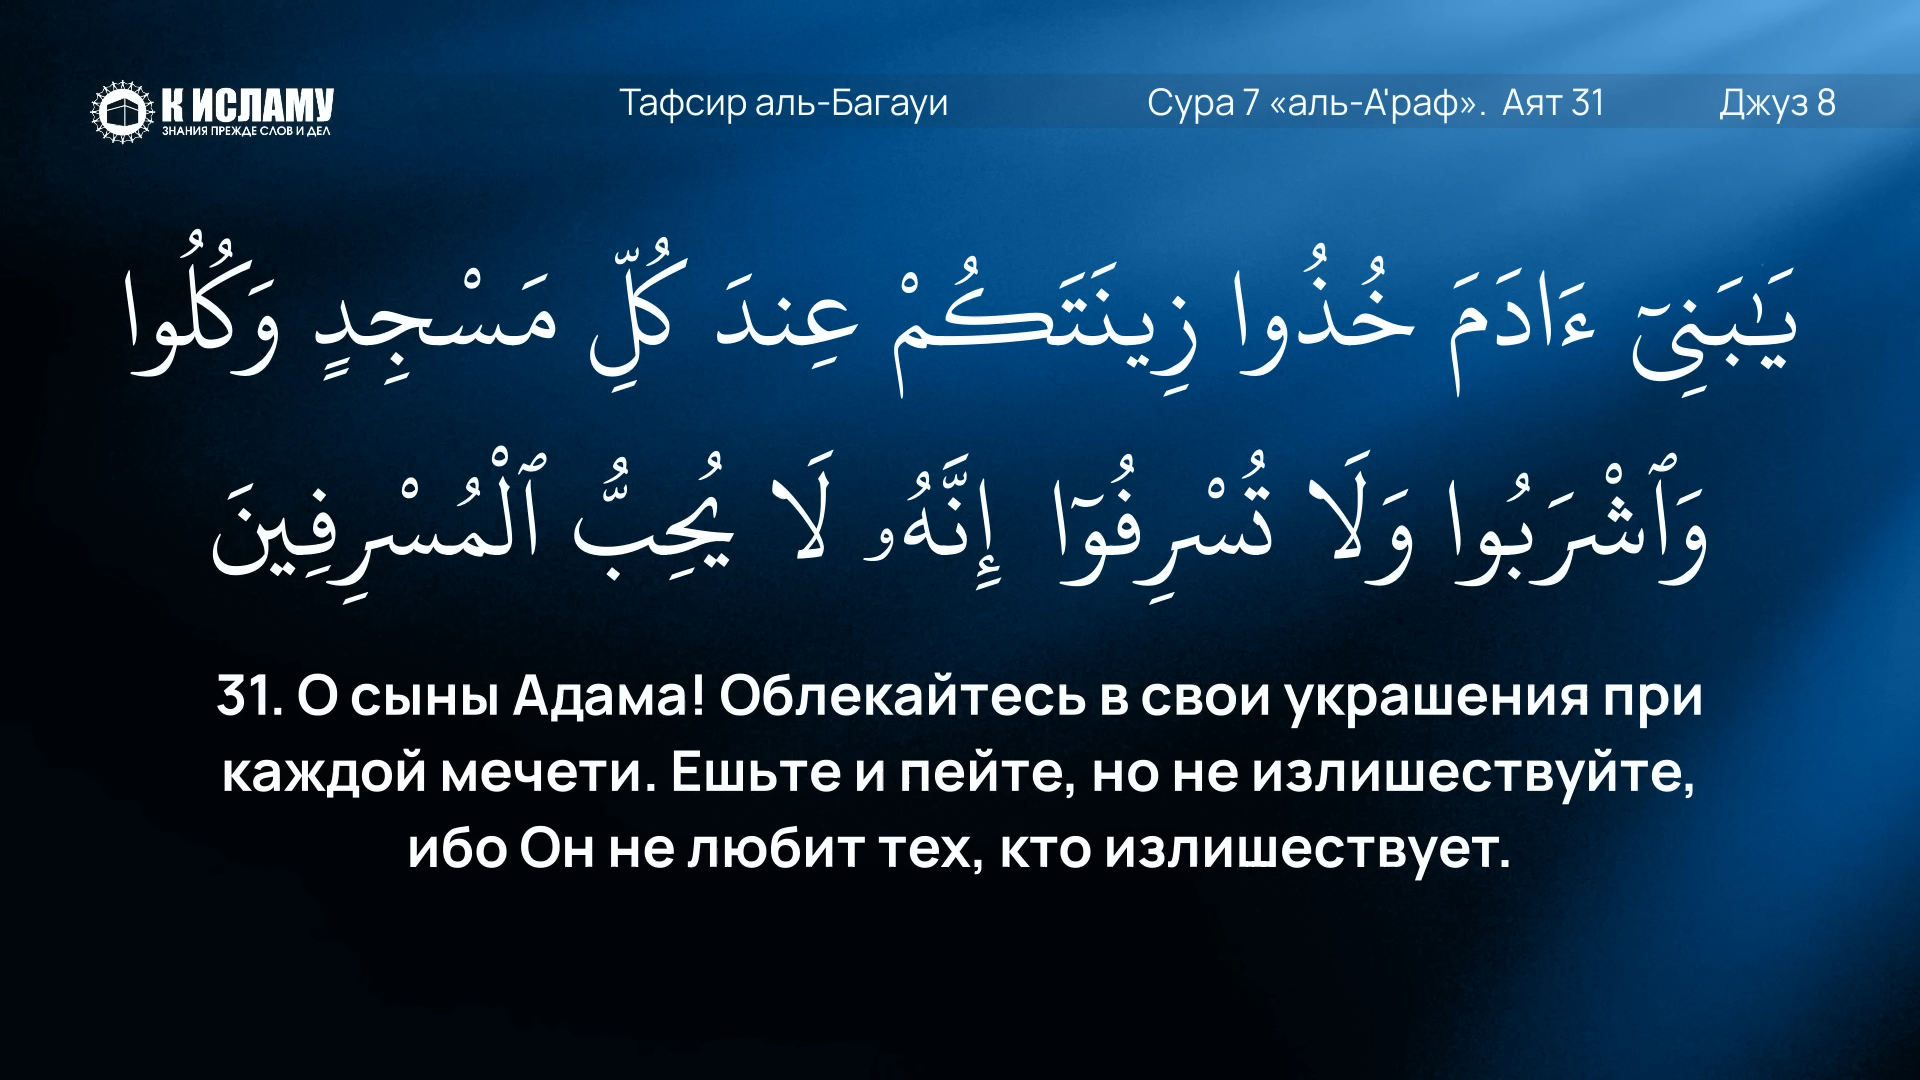 К ИСЛАМУ
ЗНАНИЯ ПРЕЖДЕ СЛОВ И ДЕЛ
Тафсир аль-Багауи
Сура 7 «аль-А'раф». Аят 31
Джуз 8
يَـٰبَنِىٓ ءَادَمَ خُذُوا زِينَتَكُمْ عِندَ كُلِّ مَسْجِدٍ وَكُلُوا
وَٱشْرَبُوا وَلَا تُسْرِفُوٓا إِنَّهُۥ لَا يُحِبُّ ٱلْمُسْرِفِينَ
31. О сыны Адама! Облекайтесь в свои украшения при
каждой мечети. Ешьте и пейте, но не излишествуйте,
ибо Он не любит тех, кто излишествует.